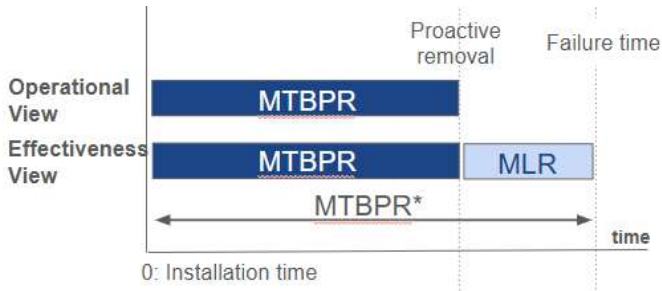 Proactive
removal
Failure time
Operational
View
MTBPR
Effectiveness
View
MTBPR
MLR
MTBPR*
time
0: Installation time